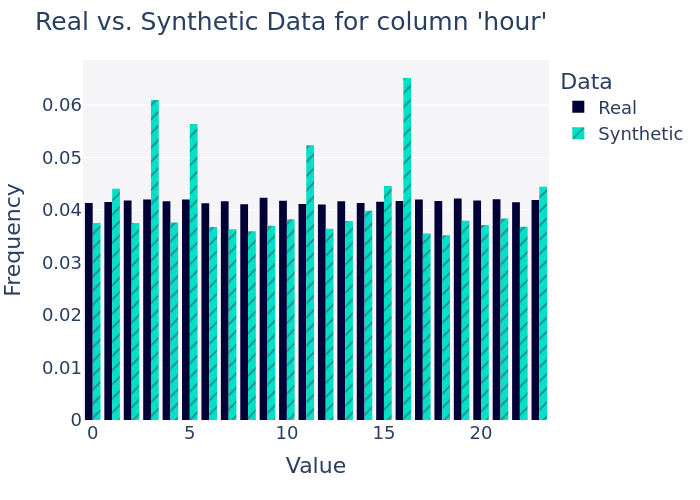 Real vs. Synthetic Data for column 'hour'
Data
Real
Synthetic
Frequency
0.06
0.05
0.04
0.03
0.02
0.01
0
0 5 10 15 20
Value